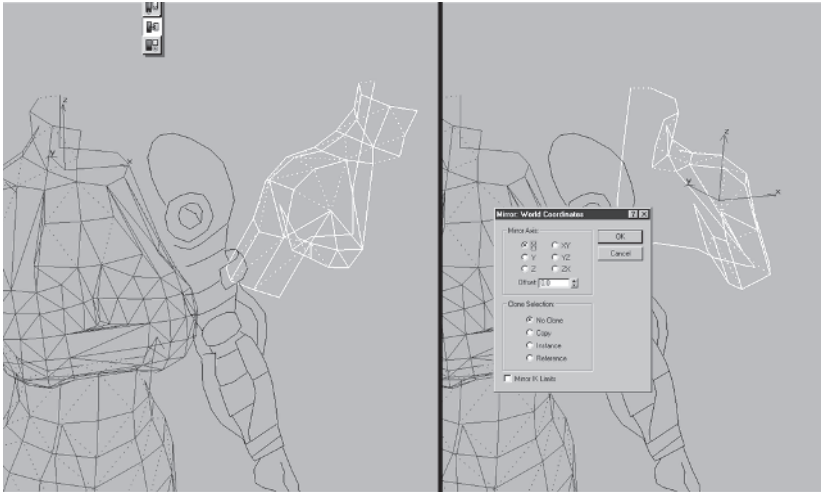 z
y
x
z
y
x
Mirror: World Coordinates
Mirror Axis:
X XY
Y YZ
Z ZX
Offset: 0.0
OK
Cancel
Clone Selection:
No Clone
Copy
Instance
Reference
Mirror IK Limits